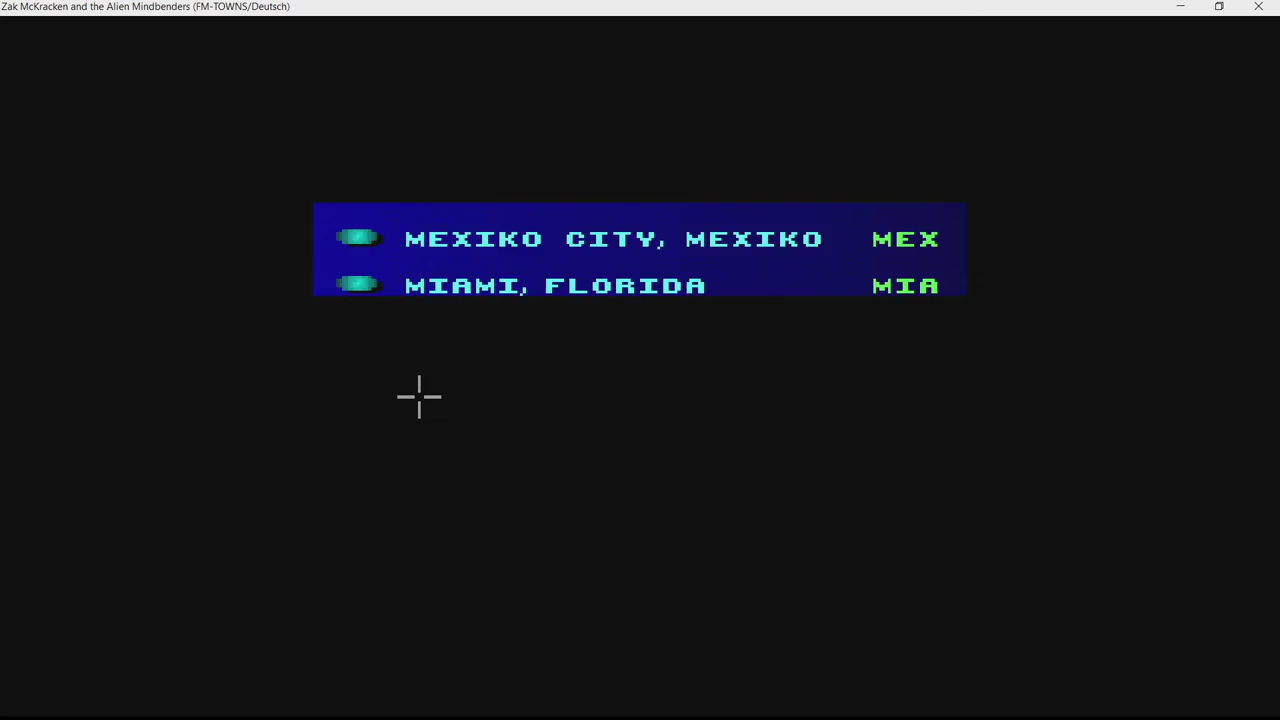 Zak McKracken and the Alien Mindbenders (FM-TOWNS/Deutsch)
MEXIKO CITY, MEXIKO MEX
MIAMI, FLORIDA MIA